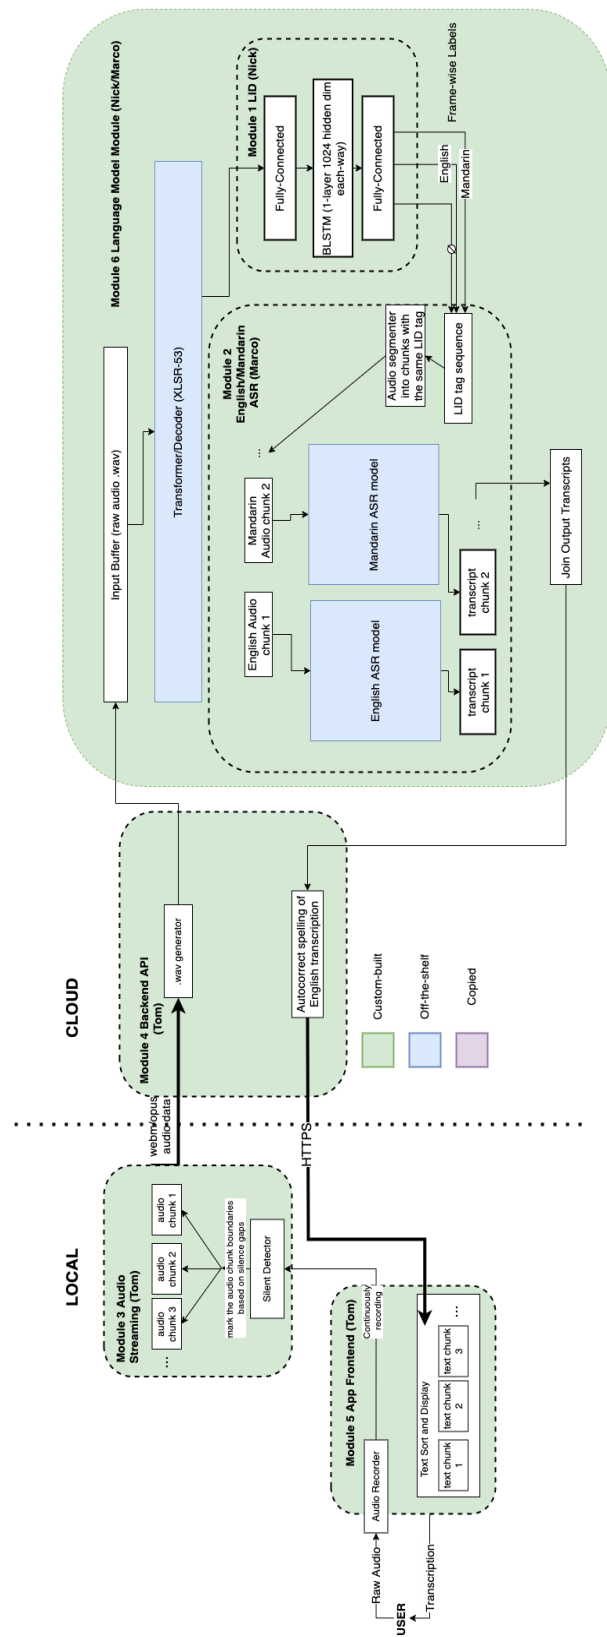 LOCAL
CLOUD
USER
Raw Audio
Transcription
Module 5 App Frontend (Tom)
Audio Recorder
Continuously
recording
Text Sort and Display
text chunk
1
text chunk
2
text chunk
3
...
Module 3 Audio
Streaming (Tom)
...
audio
chunk 3
audio
chunk 2
audio
chunk 1
mark the audio chunk boundaries
based on silence gaps
Silent Detector
webm/opus
audio data
HTTPS
Module 4 Backend API
(Tom)
.wav generator
Autocorrect spelling of
English transcription
Custom-built
Off-the-shelf
Copied
Module 6 Language Model Module (Nick/Marco)
Input Buffer (raw audio .wav)
Transformer/Decoder (XLSR-53)
Module 2
English/Mandarin
ASR (Marco)
English Audio
chunk 1
Mandarin
Audio chunk 2
...
English ASR model
Mandarin ASR model
transcript
chunk 1
transcript
chunk 2
...
Audio segmenter
into chunks with
the same LID tag
LID tag sequence
Join Output Transcripts
Module 1 LID (Nick)
Fully-Connected
BLSTM (1-layer 1024 hidden dim
each-way)
Fully-Connected
∅
English
Mandarin
Frame-wise Labels